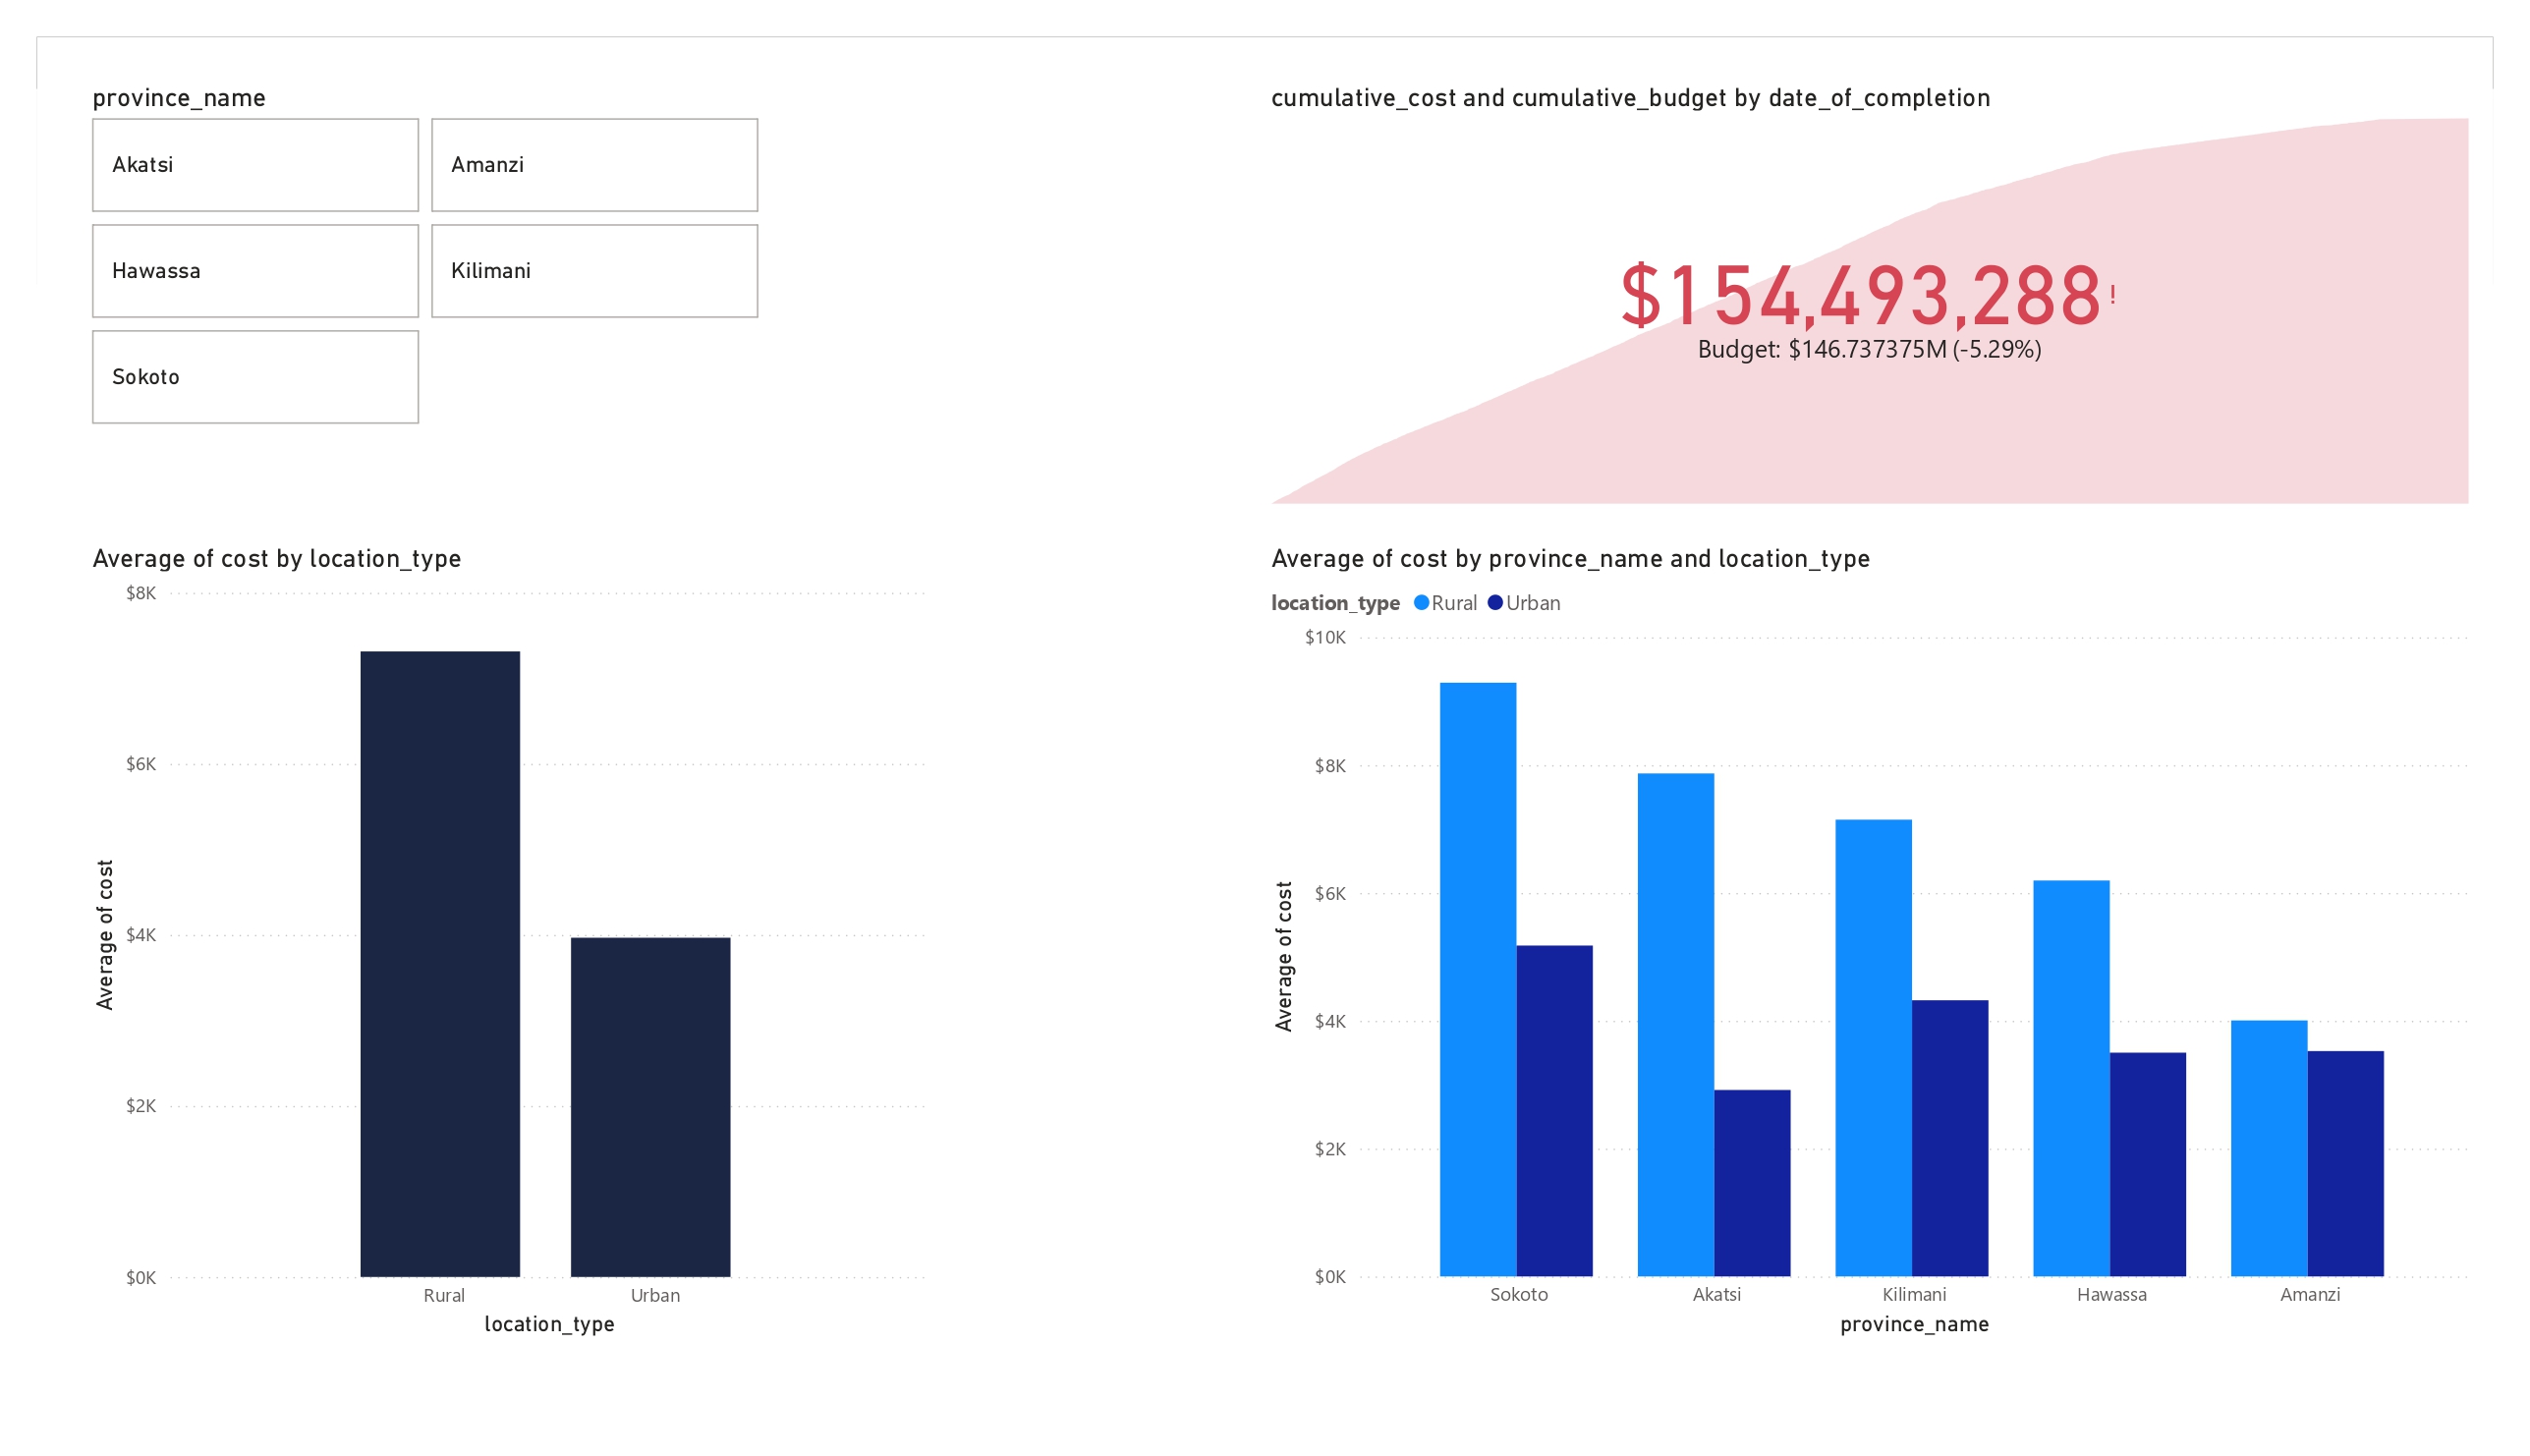 province_name
Akatsi
Amanzi
Hawassa
Kilimani
Sokoto
cumulative_cost and cumulative_budget by date_of_completion
$154,493,288!
Budget: $146.737375M (-5.29%)
Average of cost by location_type
$8K
$6K
$4K
$2K
$0K
Average of cost
Rural
Urban
location_type
Average of cost by province_name and location_type
location_type Rural Urban
$10K
$8K
$6K
$4K
$2K
$0K
Average of cost
Sokoto
Akatsi
Kilimani
Hawassa
Amanzi
province_name